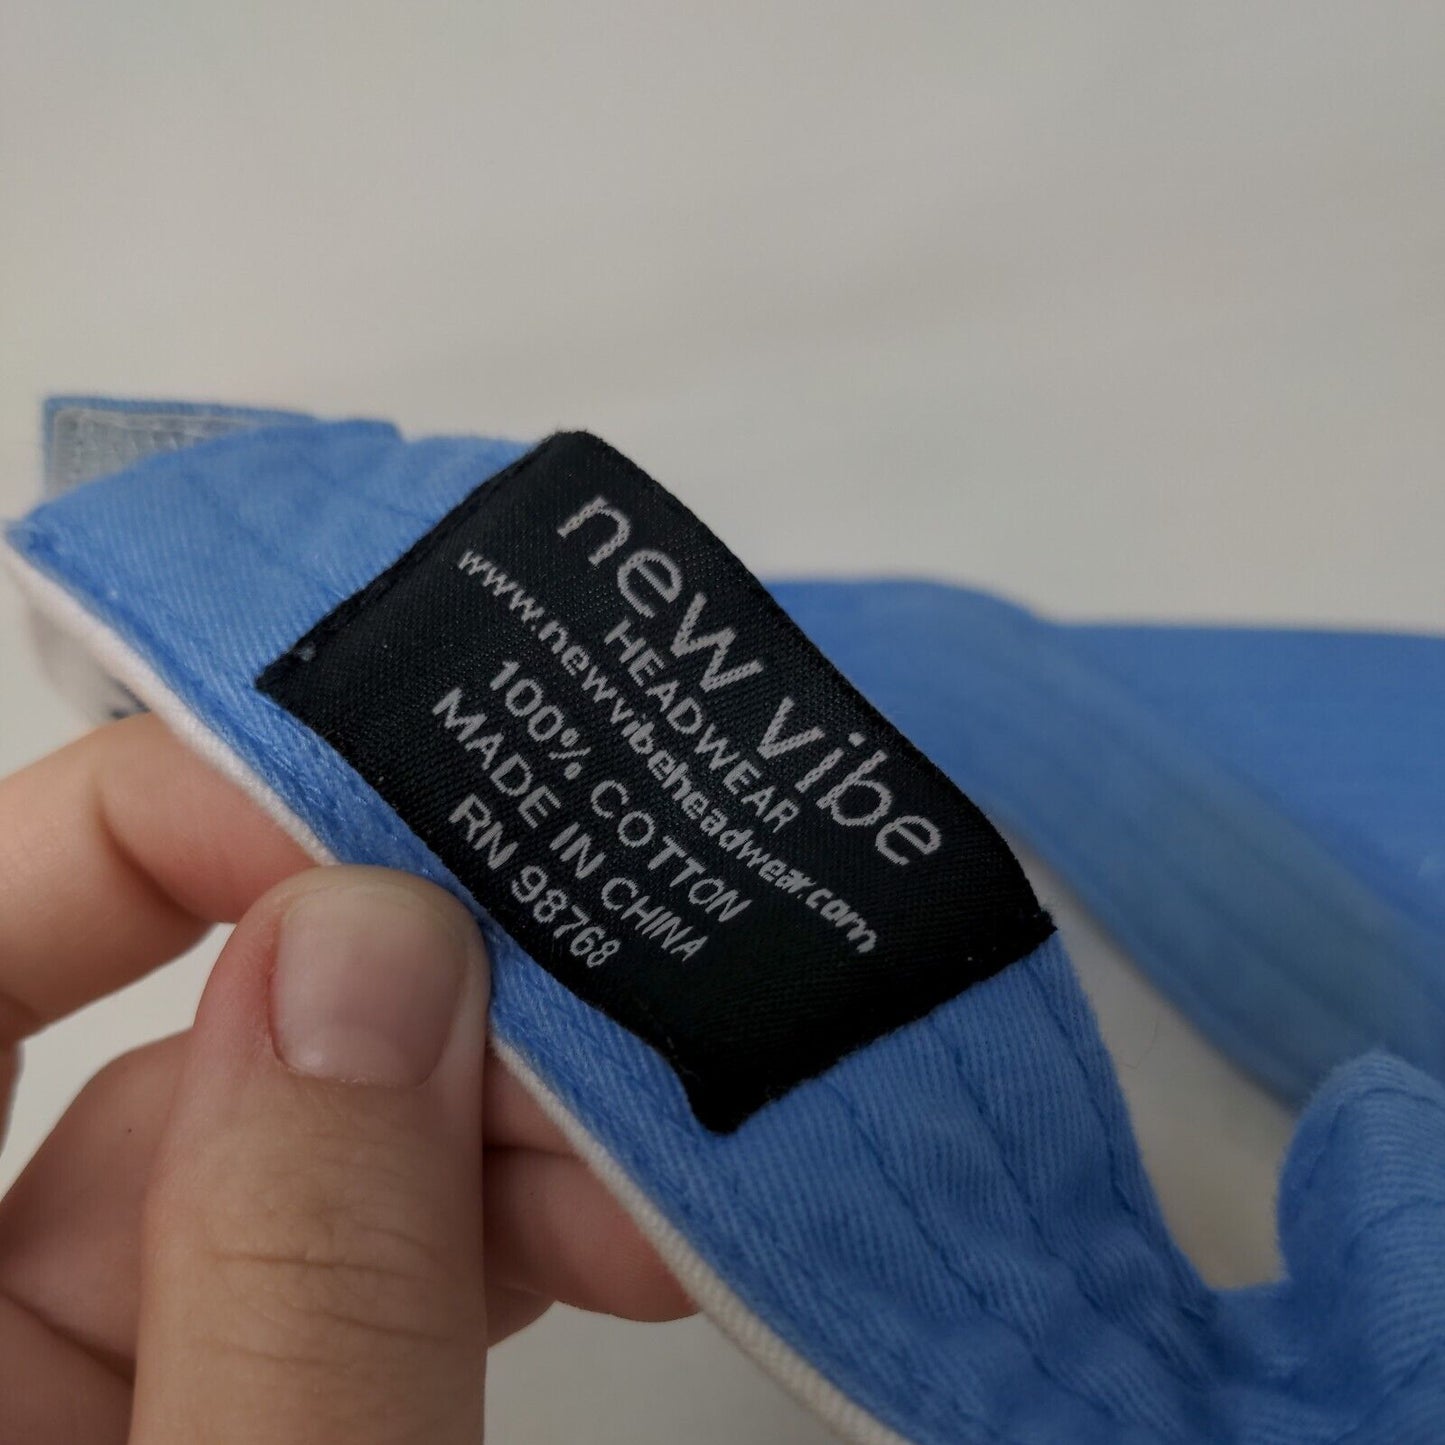 new vibe
HEADWEAR
www.newvibeheadwear.com
100% COTTON
MADE IN CHINA
RN 98768